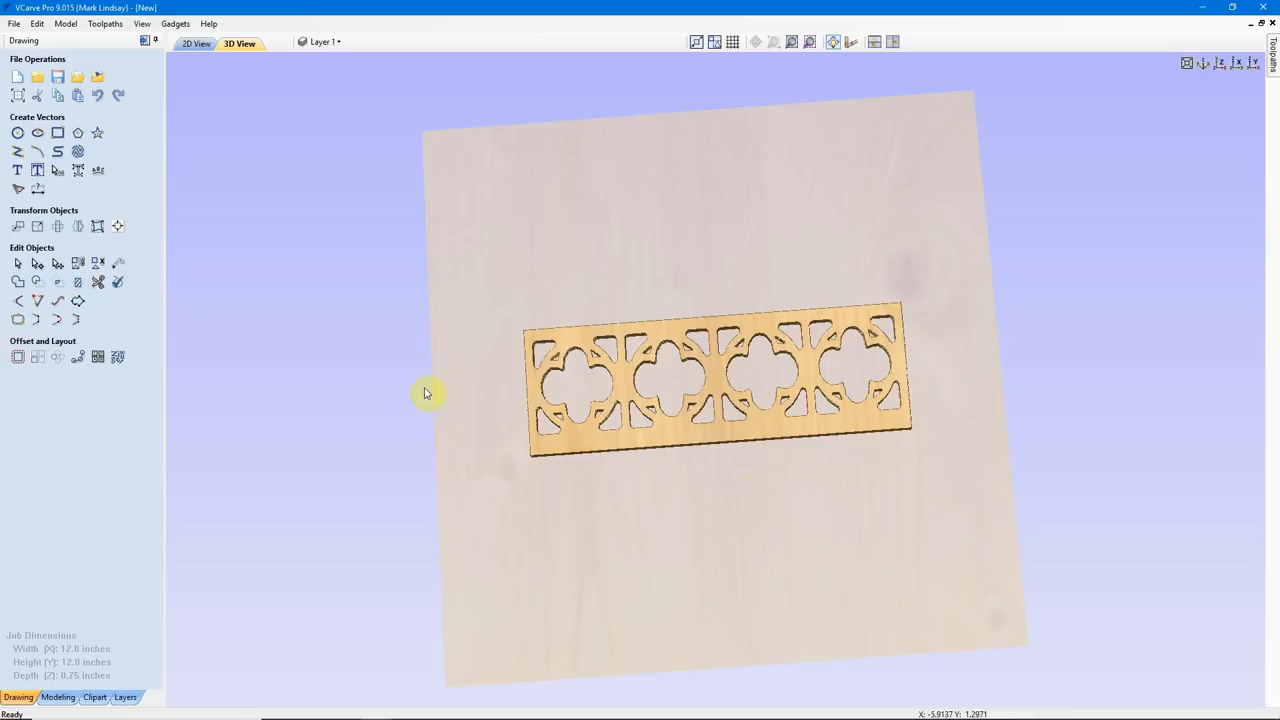 VCarve Pro 9.015 (Mark Lindsay) - [New]
File Edit Model Toolpaths View Gadgets Help
Drawing
2D View 3D View Layer 1
Toolpaths
File Operations
Create Vectors
Transform Objects
Edit Objects
Offset and Layout
Job Dimensions
Width (X): 12.0 inches
Height (Y): 12.0 inches
Depth (Z): 0.75 inches
Drawing Modeling Clipart Layers
Ready
X: -5.9137 Y: 1.2971